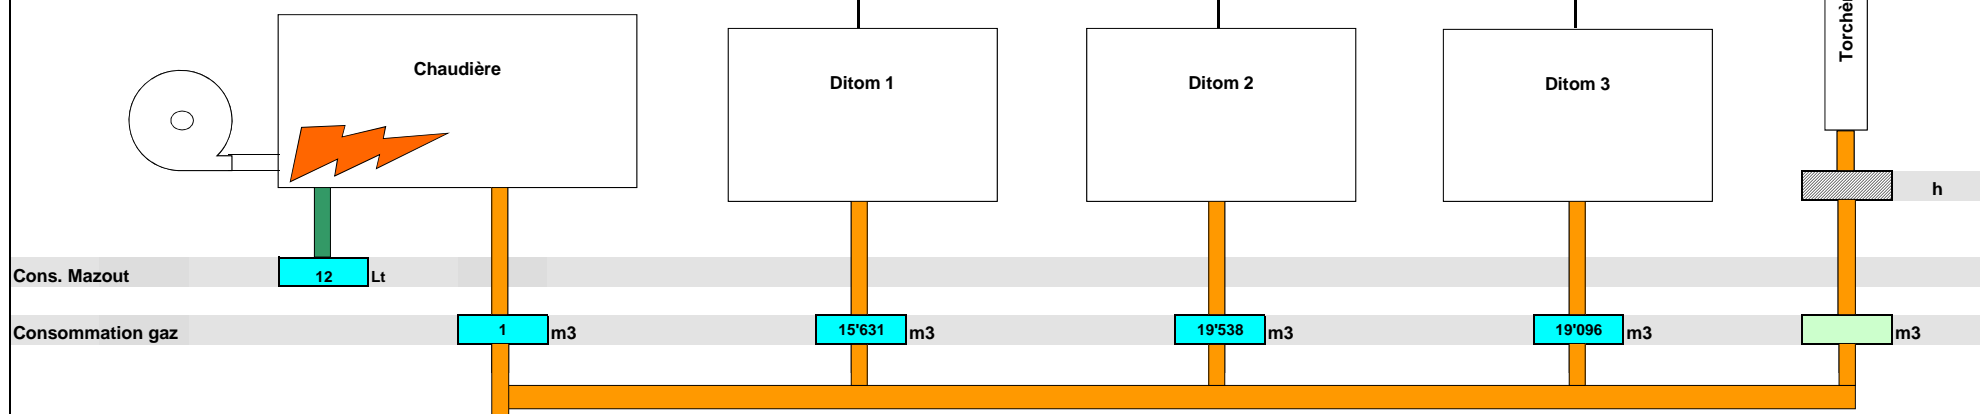 Chaudière
Ditom 1
Ditom 2
Ditom 3
Torchèr
h
Cons. Mazout 12 Lt
Consommation gaz 1 m3 15'631 m3 19'538 m3 19'096 m3 m3